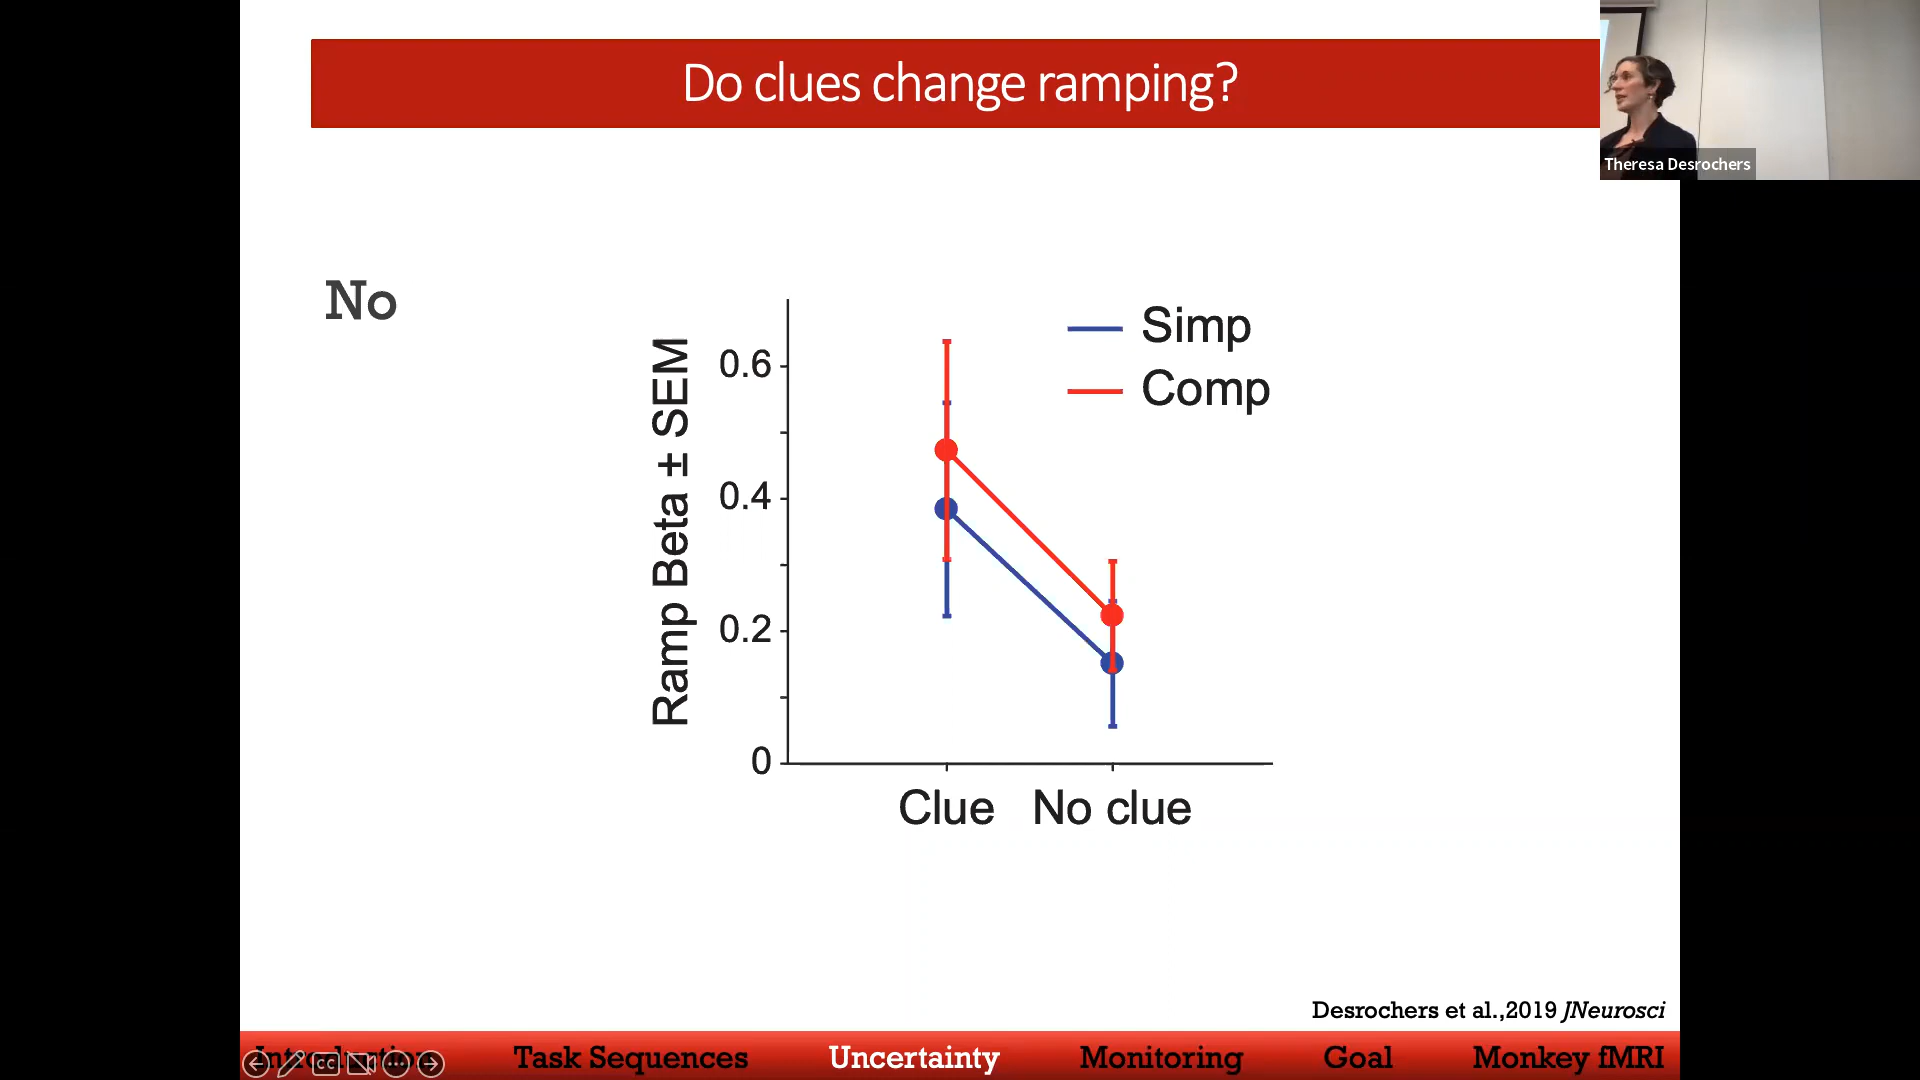 Do clues change ramping?
Theresa Desrochers
No
Simp
Comp
Ramp Beta ± SEM
0.6
0.4
0.2
0
Clue No clue
Desrochers et al.,2019 JNeurosci
Introduction Task Sequences Uncertainty Monitoring Goal Monkey fMRI
CC